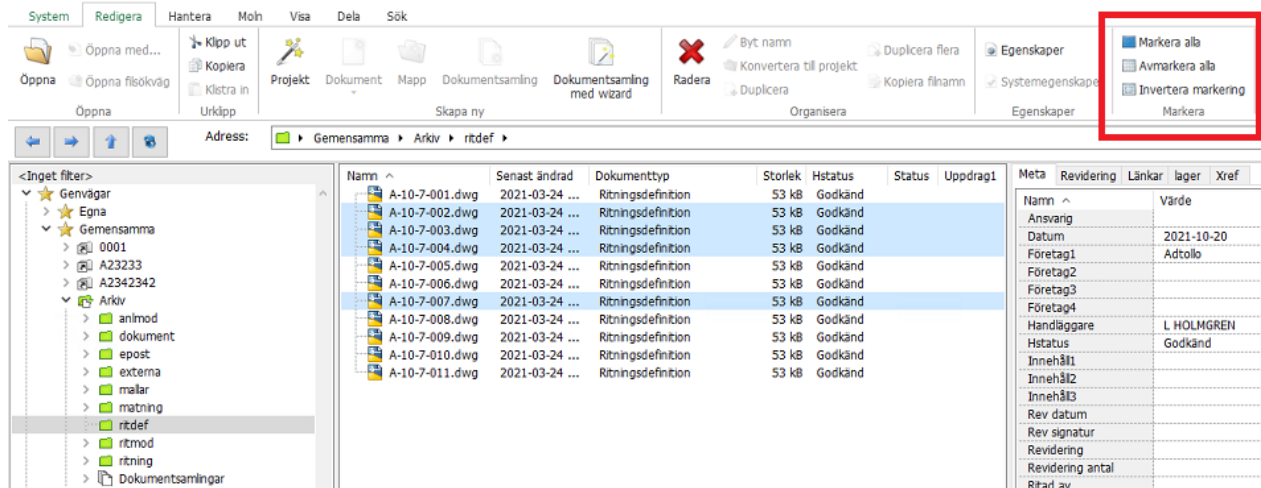 System Redigera Hantera Moln Visa Dela Sök
Öppna
Öppna med...
Öppna filsökväg
Öppna
Klipp ut
Kopiera
Klistra in
Urklipp
Projekt Dokument Mapp Dokumentsamling Dokumentsamling
med wizard
Skapa ny
Radera
Byt namn
Konvertera till projekt
Duplicera
Duplicera flera
Kopiera filnamn
Organisera
Egenskaper
Systemegenskape
Egenskaper
Markera alla
Avmarkera alla
Invertera markering
Markera
Adress: Gemensamma Arkiv ritdef
<Inget filter>
Genvägar
Egna
Gemensamma
0001
A23233
A2342342
Arkiv
anlmod
dokument
epost
externa
mallar
matning
ritdef
ritmod
ritning
Dokumentsamlingar
Namn Senast ändrad Dokumenttyp Storlek Hstatus Status Uppdrag1
A-10-7-001.dwg 2021-03-24 ... Ritningsdefinition 53 kB Godkänd
A-10-7-002.dwg 2021-03-24 ... Ritningsdefinition 53 kB Godkänd
A-10-7-003.dwg 2021-03-24 ... Ritningsdefinition 53 kB Godkänd
A-10-7-004.dwg 2021-03-24 ... Ritningsdefinition 53 kB Godkänd
A-10-7-005.dwg 2021-03-24 ... Ritningsdefinition 53 kB Godkänd
A-10-7-006.dwg 2021-03-24 ... Ritningsdefinition 53 kB Godkänd
A-10-7-007.dwg 2021-03-24 ... Ritningsdefinition 53 kB Godkänd
A-10-7-008.dwg 2021-03-24 ... Ritningsdefinition 53 kB Godkänd
A-10-7-009.dwg 2021-03-24 ... Ritningsdefinition 53 kB Godkänd
A-10-7-010.dwg 2021-03-24 ... Ritningsdefinition 53 kB Godkänd
A-10-7-011.dwg 2021-03-24 ... Ritningsdefinition 53 kB Godkänd
Meta Revidering Länkar lager Xref
Namn Värde
Ansvarig
Datum 2021-10-20
Företag1 Adtollo
Företag2
Företag3
Företag4
Handläggare L HOLMGREN
Hstatus Godkänd
Innehåll1
Innehåll2
Innehåll3
Rev datum
Rev signatur
Revidering
Revidering antal
Ritad av